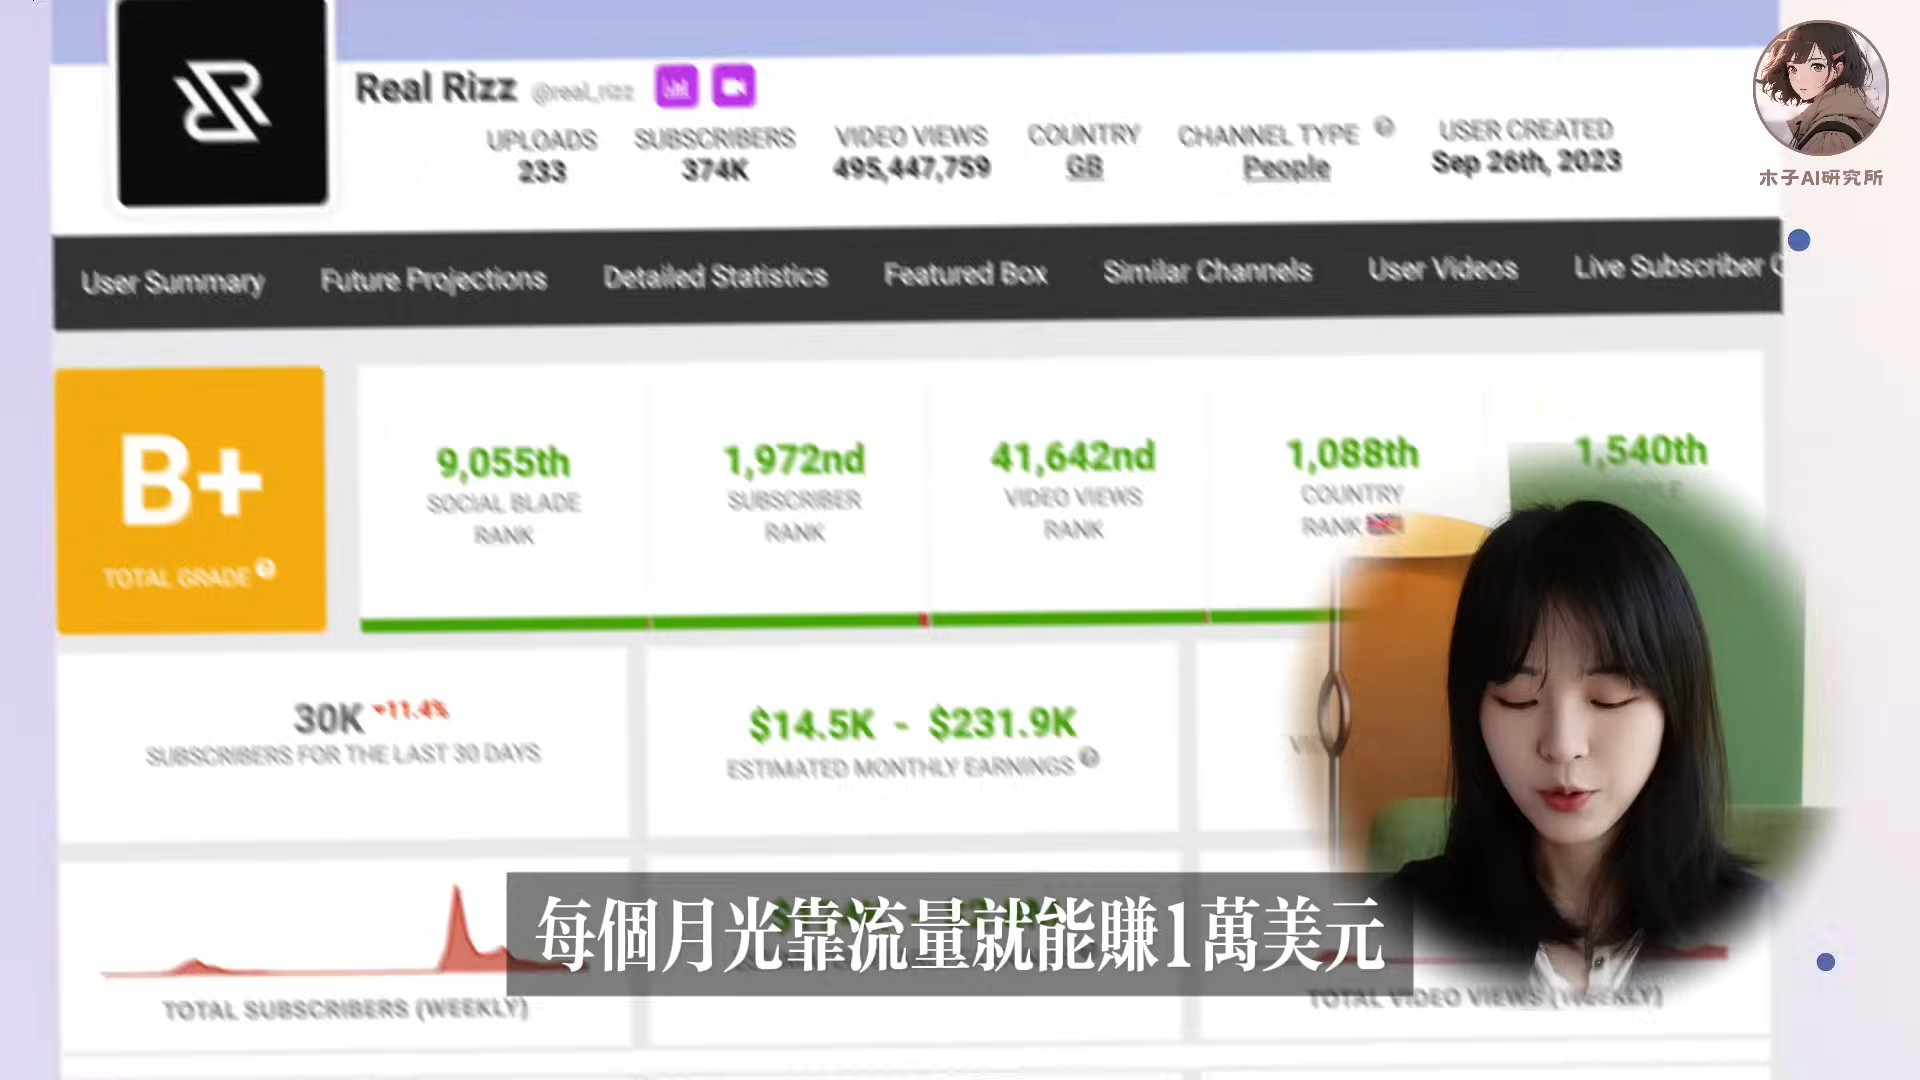 Real Rizz @real_rizz
UPLOADS
233
SUBSCRIBERS
374K
VIDEO VIEWS
495,447,759
COUNTRY
GB
CHANNEL TYPE
People
USER CREATED
Sep 26th, 2023
木子AI研究所
User Summary
Future Projections
Detailed Statistics
Featured Box
Similar Channels
User Videos
Live Subscriber
B+
TOTAL GRADE
9,055th
SOCIAL BLADE
RANK
1,972nd
SUBSCRIBER
RANK
41,642nd
VIDEO VIEWS
RANK
1,088th
COUNTRY
RANK
1,540th
30K -11.4%
SUBSCRIBERS FOR THE LAST 30 DAYS
$14.5K - $231.9K
ESTIMATED MONTHLY EARNINGS
每個月光靠流量就能賺1萬美元
TOTAL SUBSCRIBERS (WEEKLY)
TOTAL VIDEO VIEWS (WEEKLY)